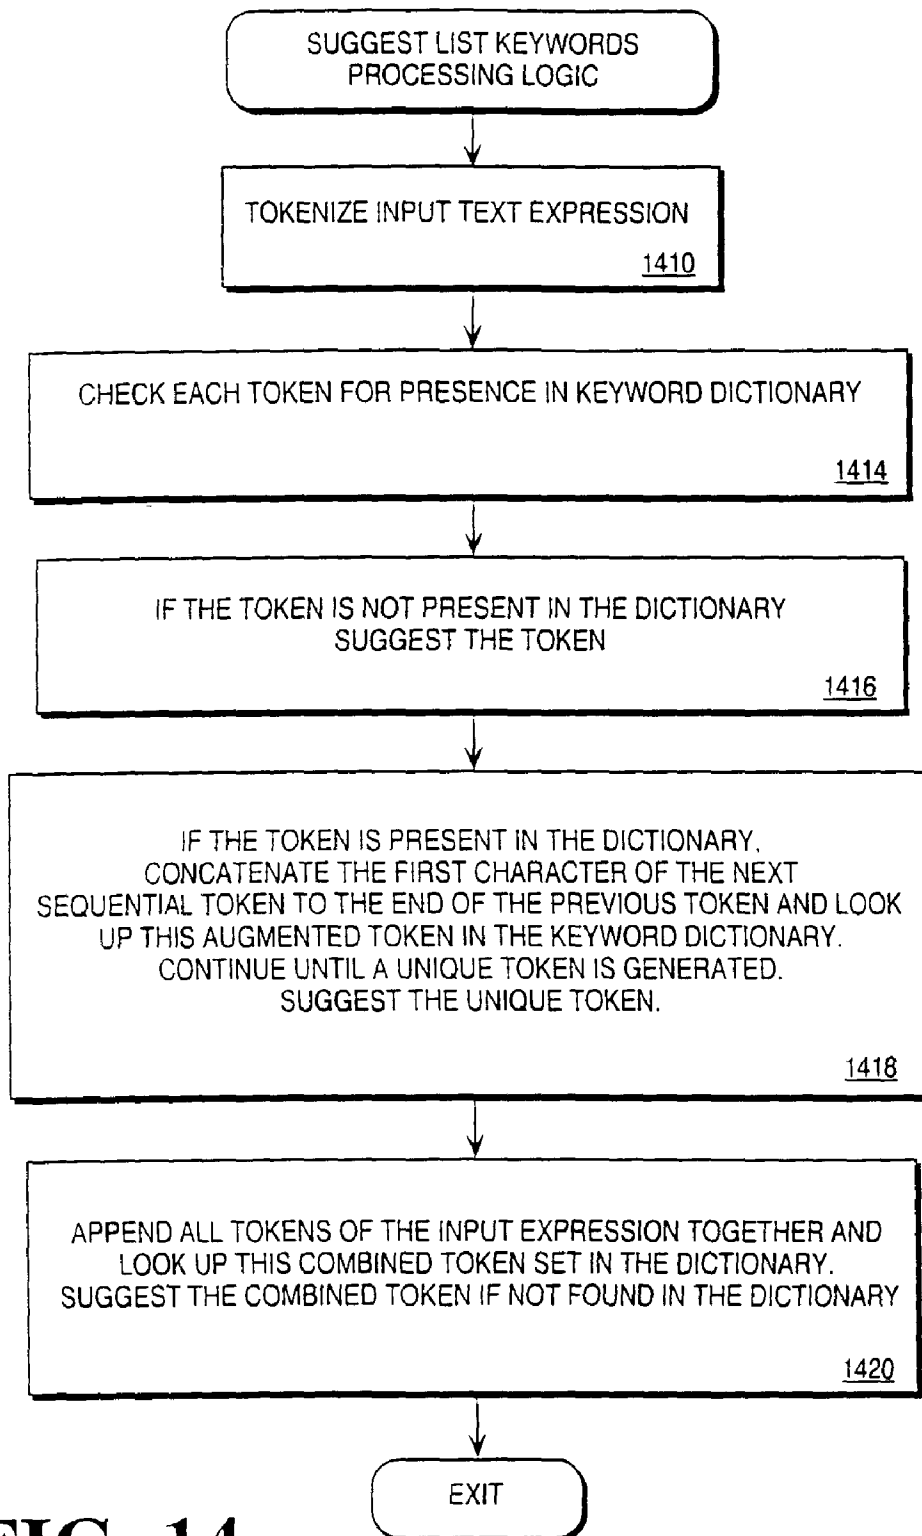 SUGGEST LIST KEYWORDS
PROCESSING LOGIC
TOKENIZE INPUT TEXT EXPRESSION
1410
CHECK EACH TOKEN FOR PRESENCE IN KEYWORD DICTIONARY
1414
IF THE TOKEN IS NOT PRESENT IN THE DICTIONARY
SUGGEST THE TOKEN
1416
IF THE TOKEN IS PRESENT IN THE DICTIONARY,
CONCATENATE THE FIRST CHARACTER OF THE NEXT
SEQUENTIAL TOKEN TO THE END OF THE PREVIOUS TOKEN AND LOOK
UP THIS AUGMENTED TOKEN IN THE KEYWORD DICTIONARY.
CONTINUE UNTIL A UNIQUE TOKEN IS GENERATED.
SUGGEST THE UNIQUE TOKEN.
1418
APPEND ALL TOKENS OF THE INPUT EXPRESSION TOGETHER AND
LOOK UP THIS COMBINED TOKEN SET IN THE DICTIONARY.
SUGGEST THE COMBINED TOKEN IF NOT FOUND IN THE DICTIONARY
1420
EXIT
FIG. 14